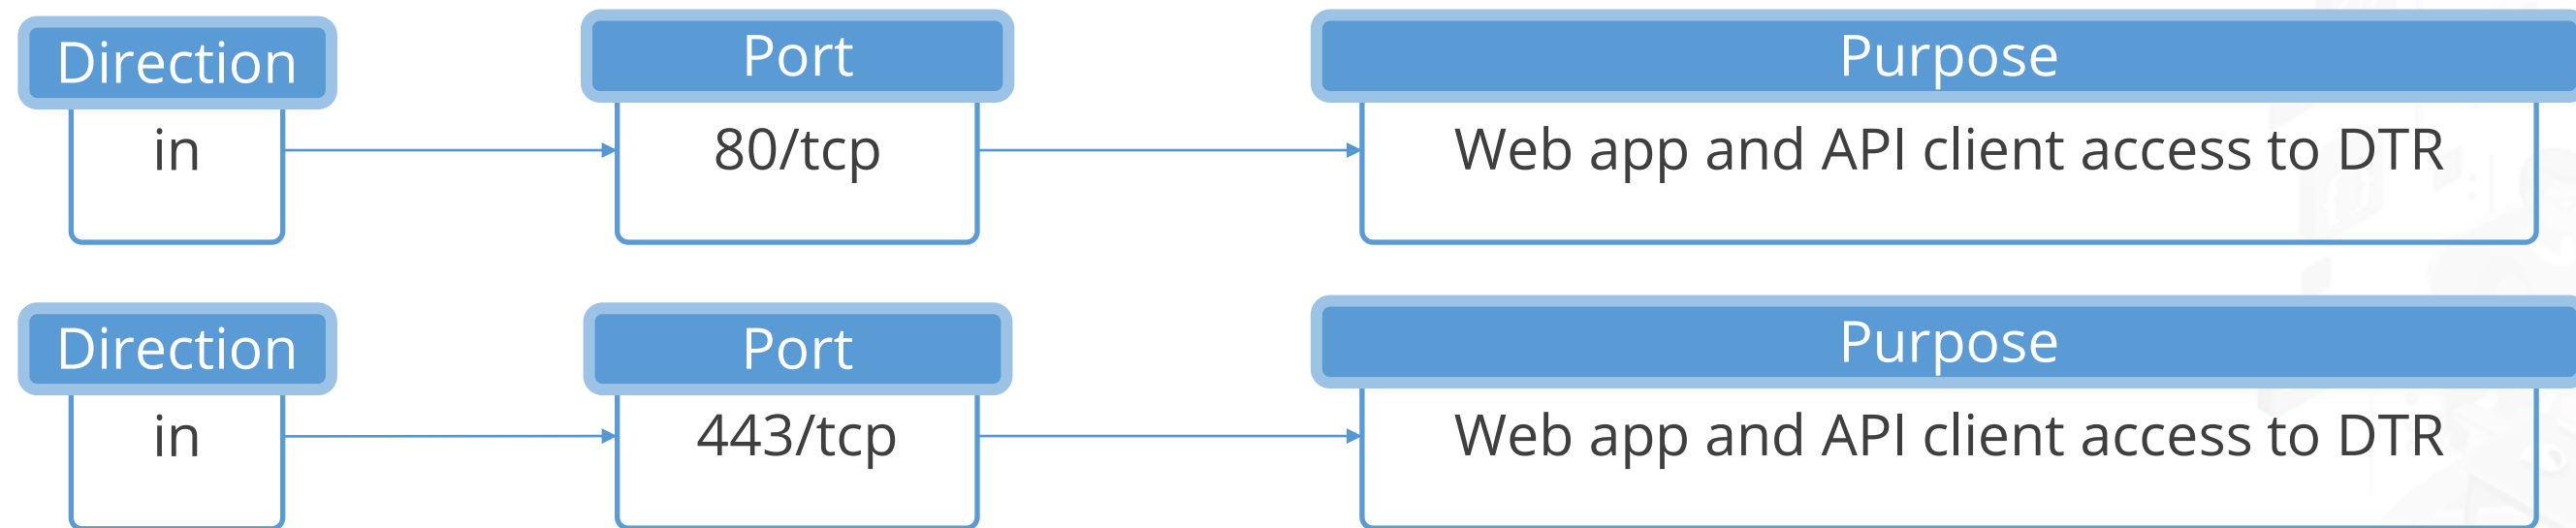 Direction Port Purpose
in 80/tcp Web app and API client access to DTR
Direction Port Purpose
in 443/tcp Web app and API client access to DTR